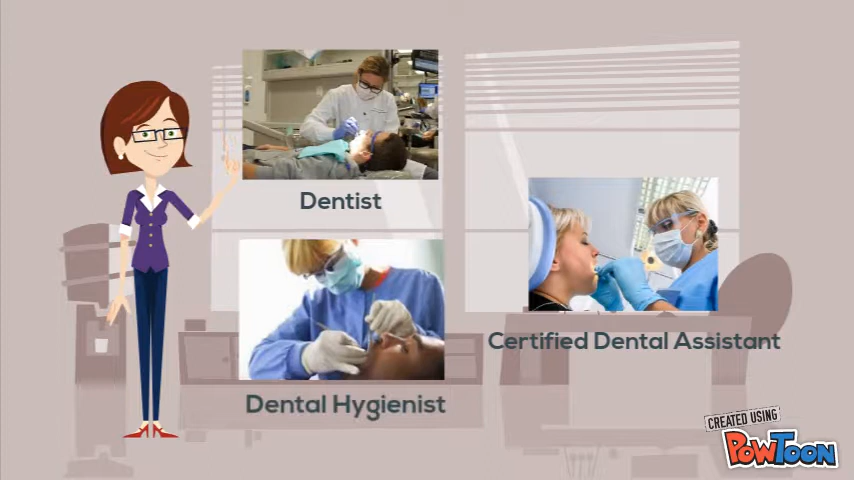 Dentist
Certified Dental Assistant
Dental Hygienist
CREATED USING
POWTOON